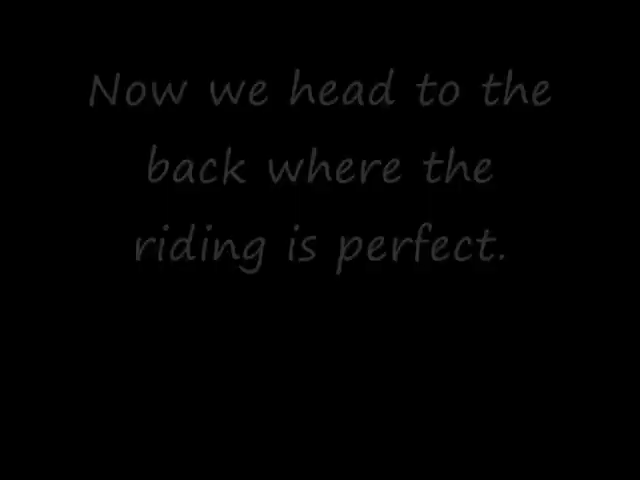 Now we head to the
back where the
riding is perfect.